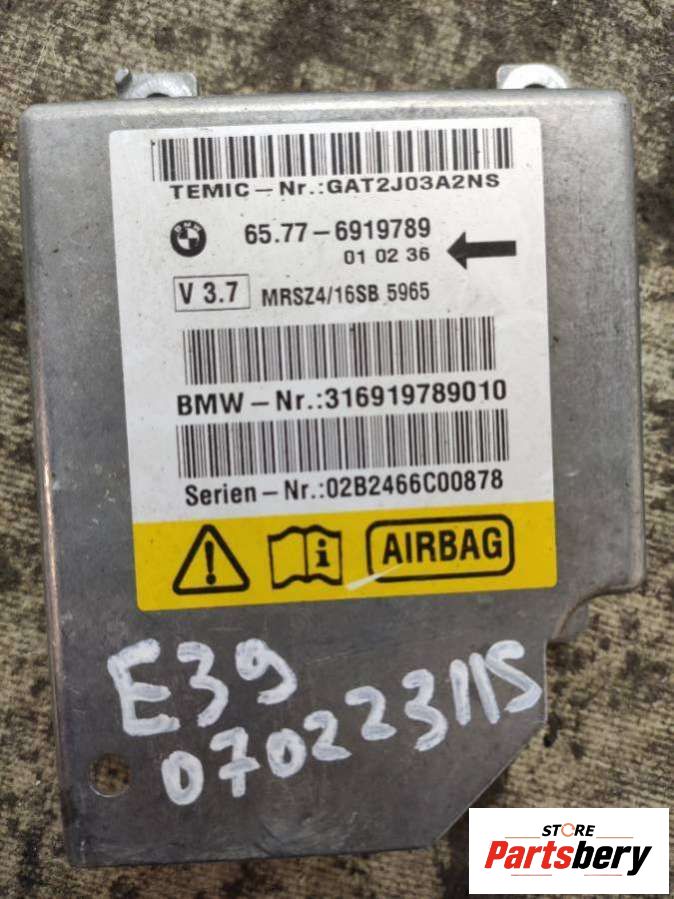 TEMIC-Nr.:GAT2J03A2NS
BMW
65.77-6919789
01 02 36
V 3.7 MRSZ4/16SB 5965
BMW-Nr.:316919789010
Serien-Nr.:02B2466C00878
AIRBAG
E39
07022311S
STORE
Partsbery